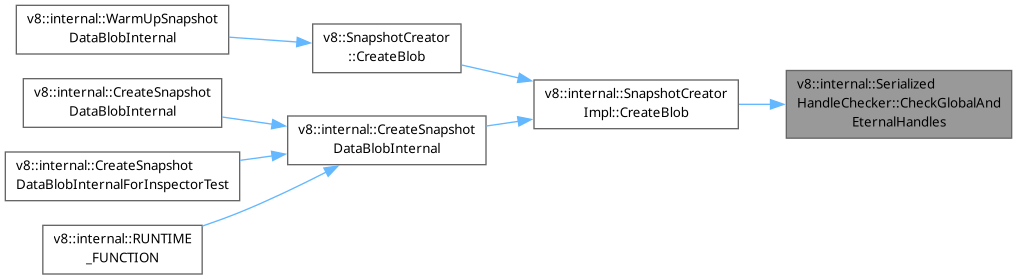 v8::internal::WarmUpSnapshot
DataBlobInternal
v8::SnapshotCreator
::CreateBlob
v8::internal::CreateSnapshot
DataBlobInternal
v8::internal::SnapshotCreator
Impl::CreateBlob
v8::internal::Serialized
HandleChecker::CheckGlobalAnd
EternalHandles
v8::internal::CreateSnapshot
DataBlobInternal
v8::internal::CreateSnapshot
DataBlobInternalForInspectorTest
v8::internal::RUNTIME
_FUNCTION